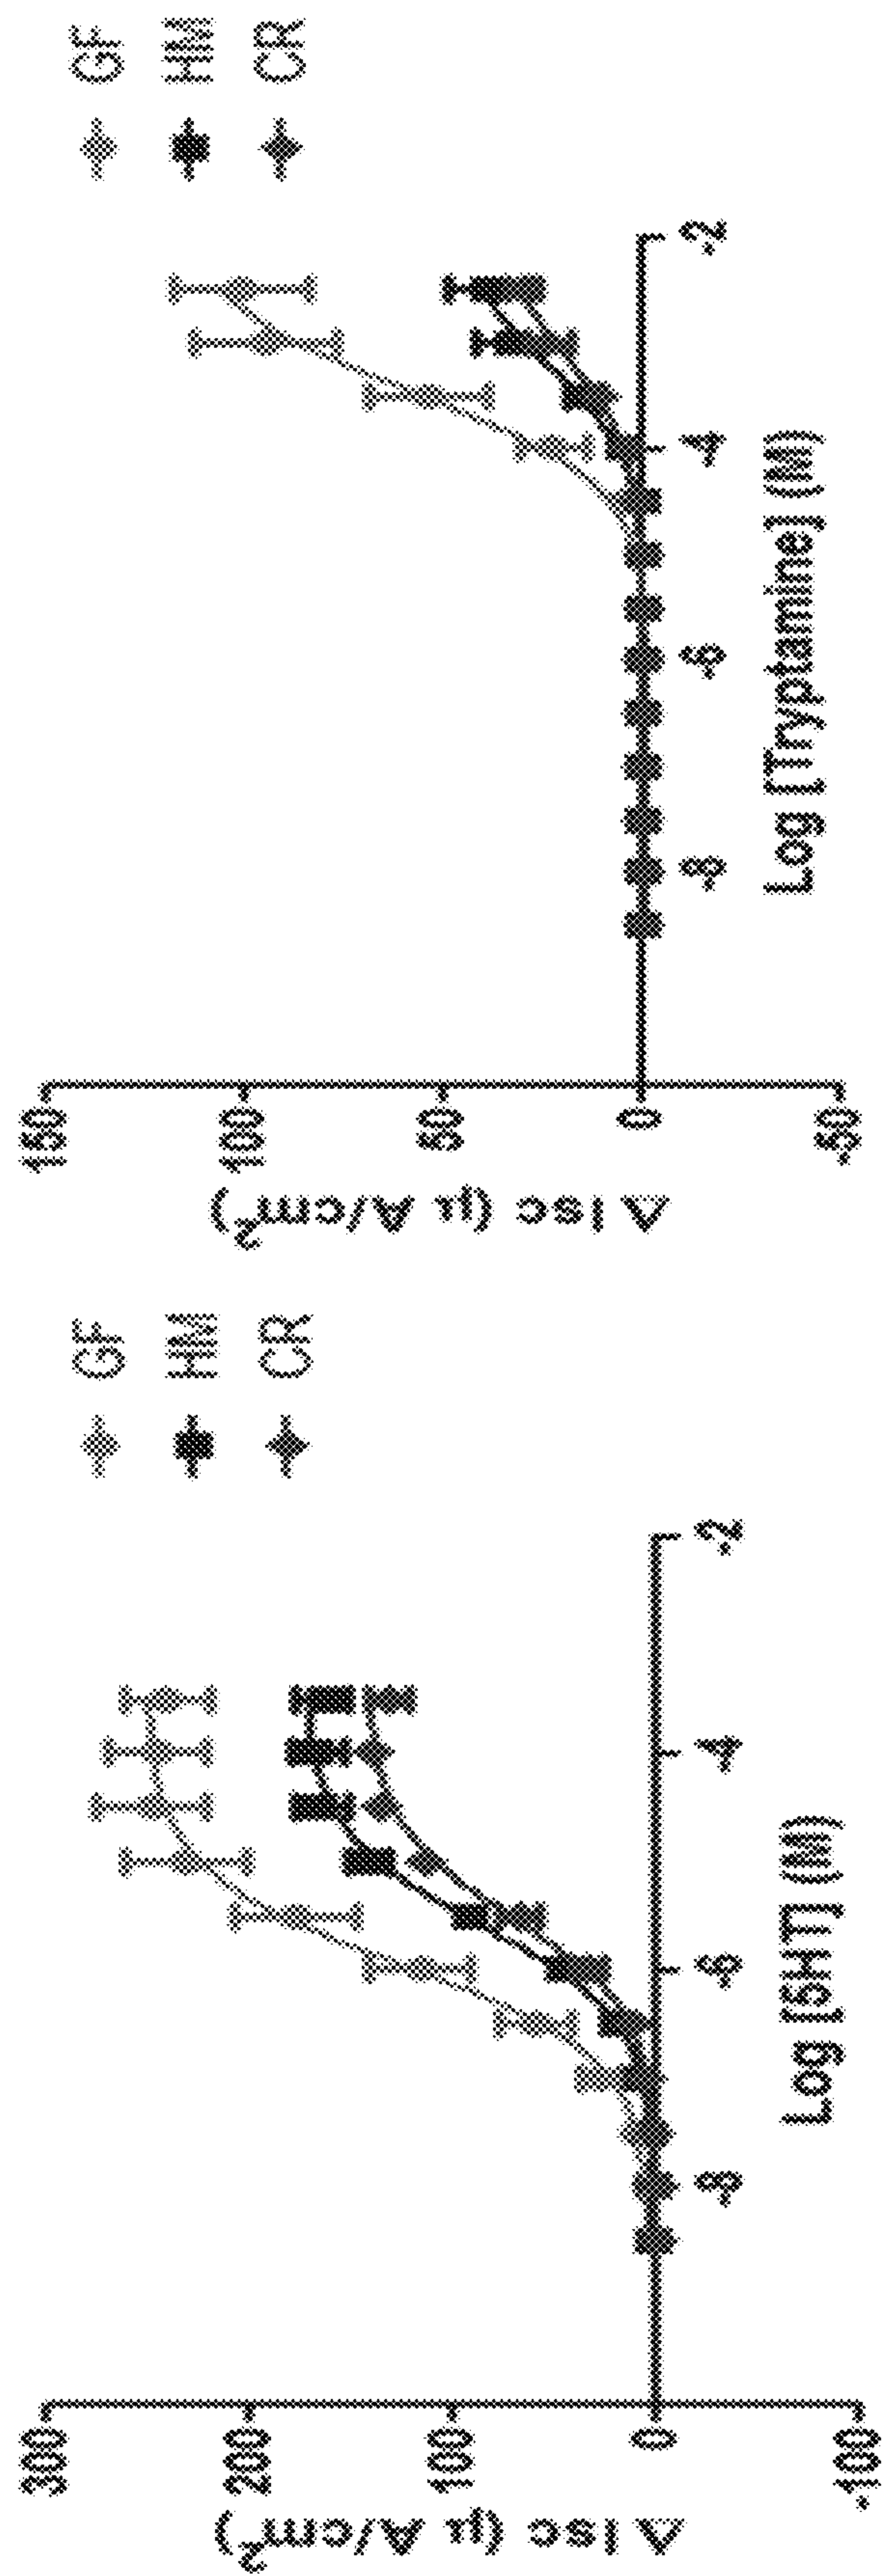 Δ Isc (μ A/cm²)
300
200
100
0
-100
-8
-6
-4
-2
Log [5HT] (M)
GF
HM
CR
Δ Isc (μ A/cm²)
150
100
50
0
-50
-8
-6
-4
-2
Log [Tryptamine] (M)
GF
HM
CR